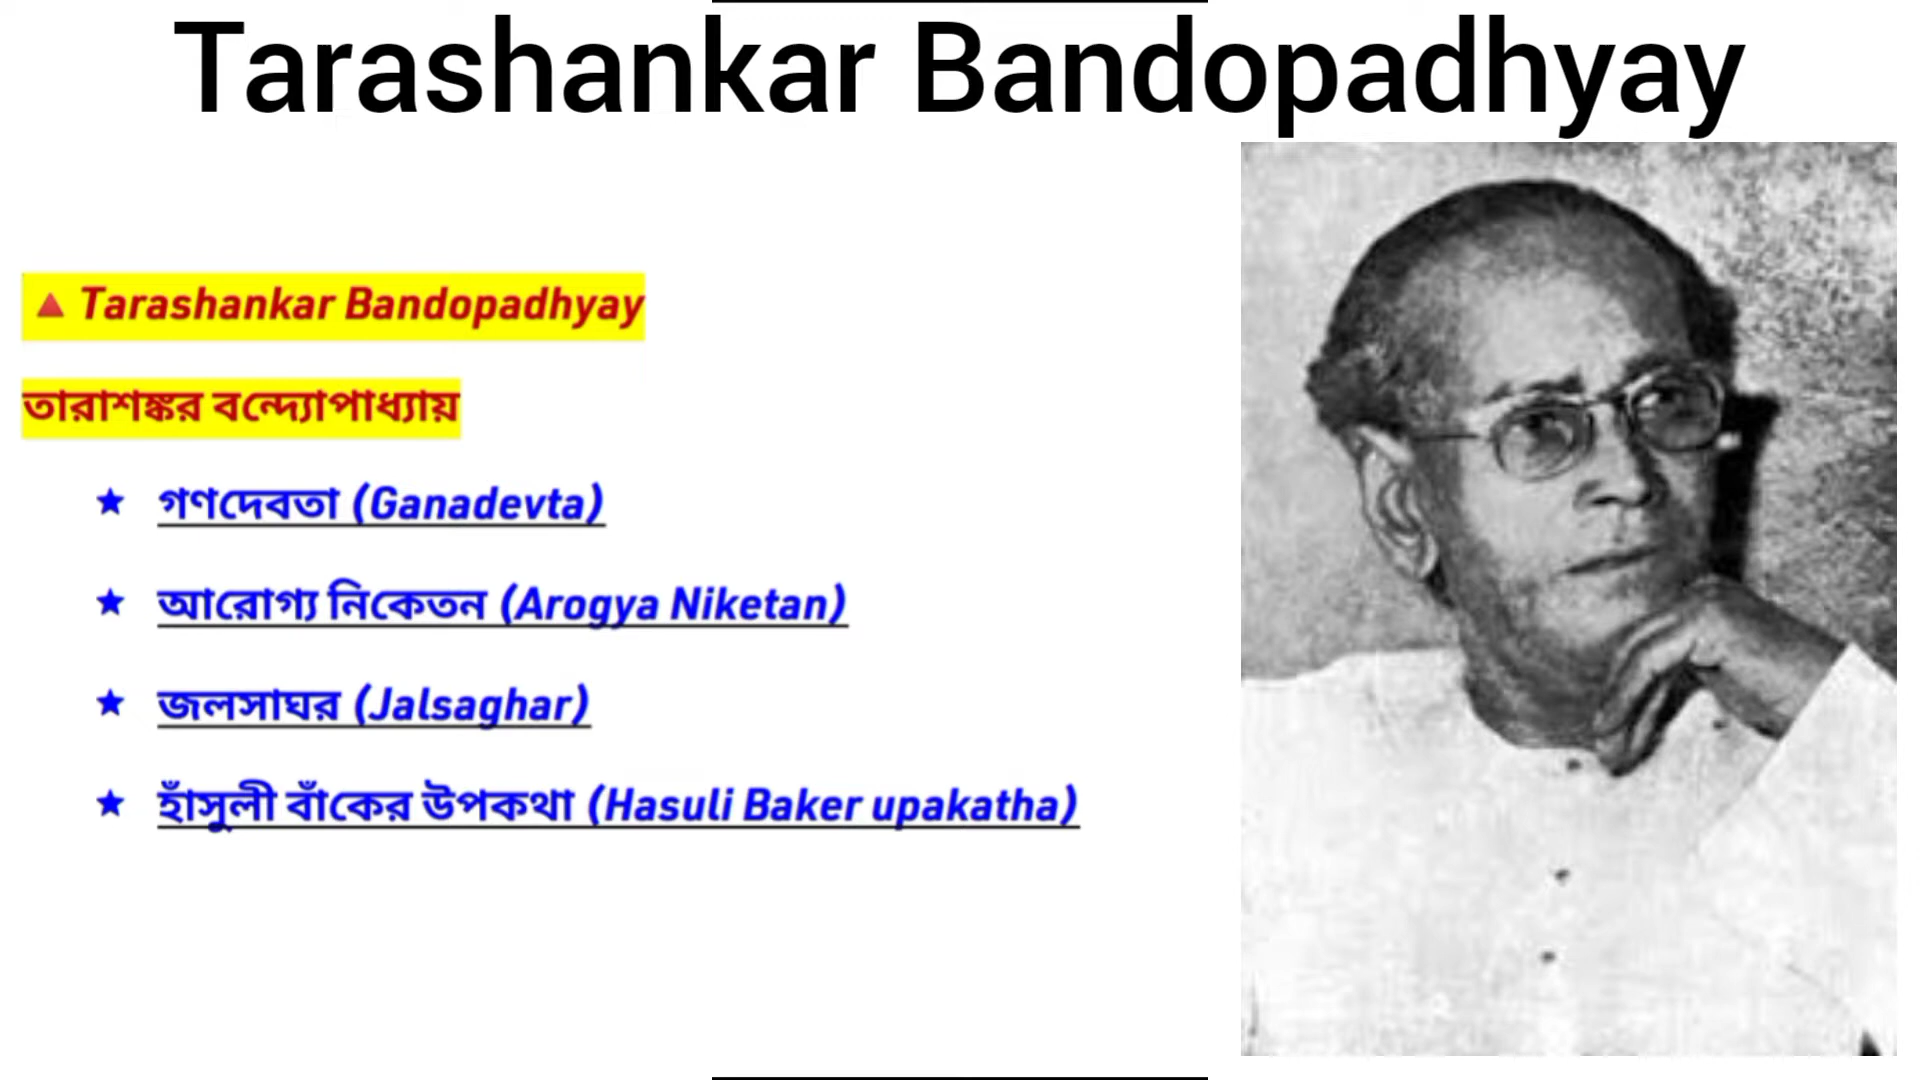 Tarashankar Bandopadhyay
🔺 Tarashankar Bandopadhyay
তারাশঙ্কর বন্দ্যোপাধ্যায়
★ গণদেবতা (Ganadevta)
★ আরোগ্য নিকেতন (Arogya Niketan)
★ জলসাঘর (Jalsaghar)
★ হাঁসুলী বাঁকের উপকথা (Hasuli Baker upakatha)